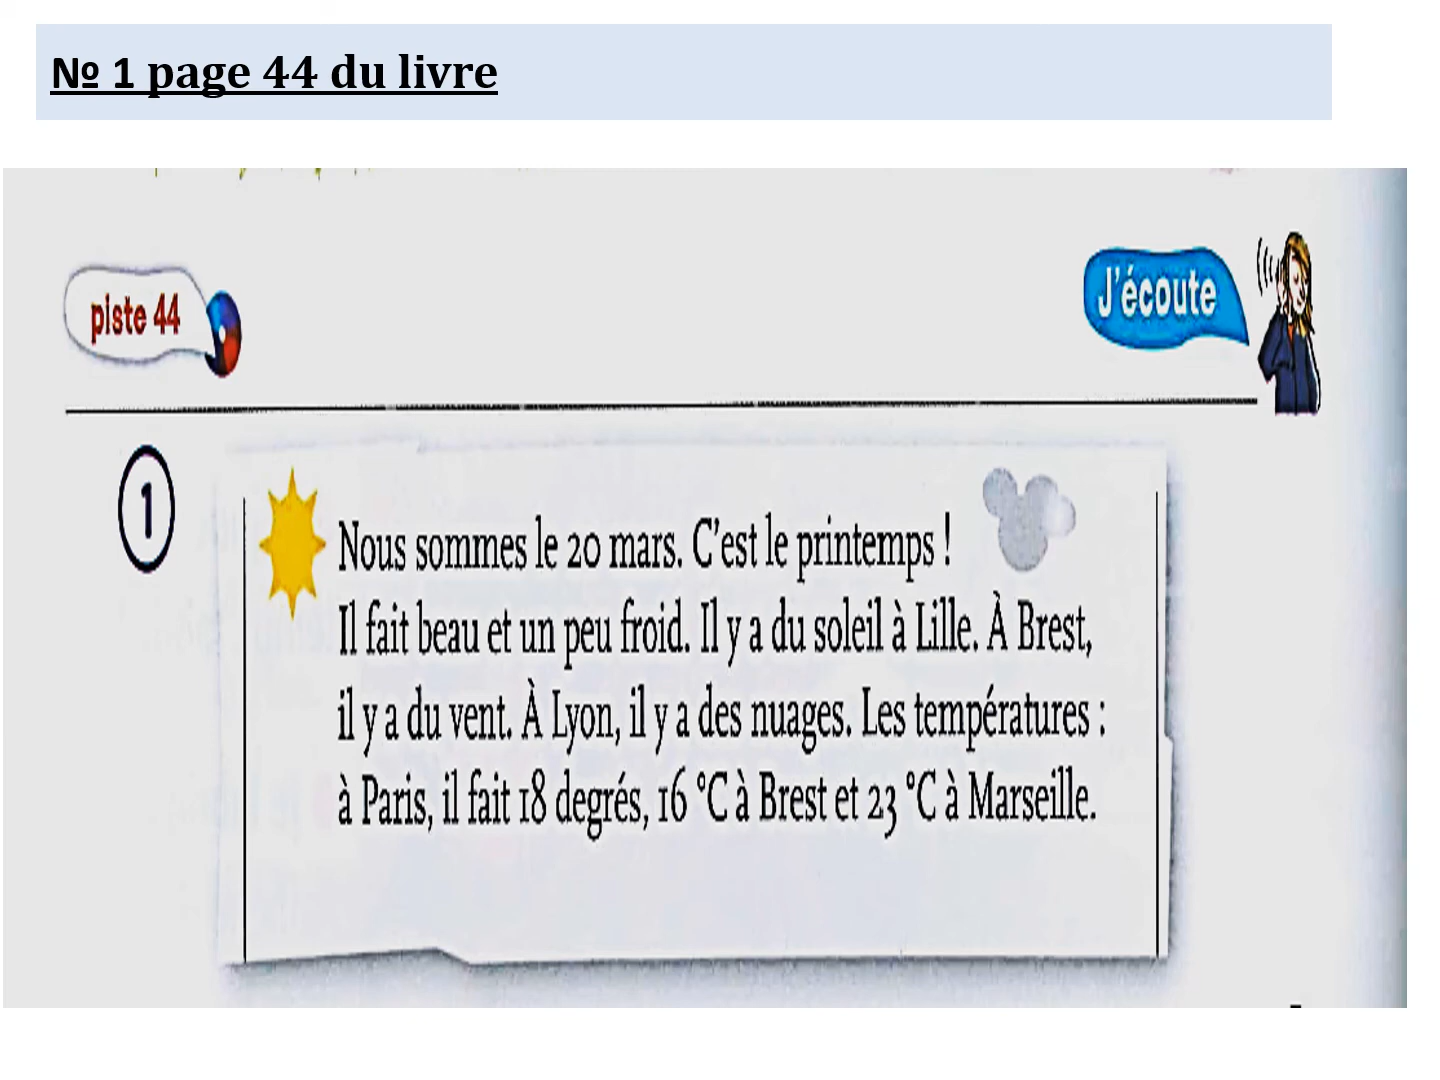 № 1 page 44 du livre
piste 44
J'écoute
1
Nous sommes le 20 mars. C'est le printemps !
Il fait beau et un peu froid. Il y a du soleil à Lille. À Brest,
il y a du vent. À Lyon, il y a des nuages. Les températures :
à Paris, il fait 18 degrés, 16 °C à Brest et 23 °C à Marseille.